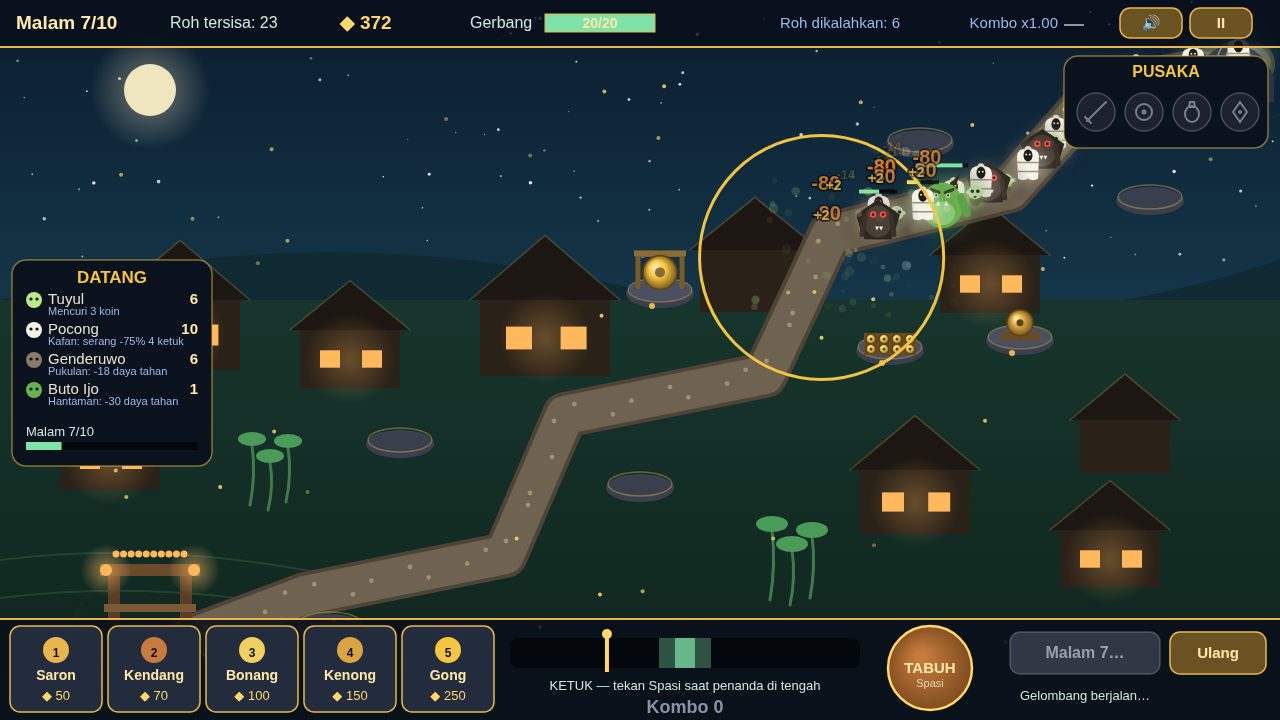 Malam 7/10
Roh tersisa: 23
◆ 372
Gerbang
20/20
Roh dikalahkan: 6
Kombo x1.00 —
PUSAKA
DATANG
Tuyul 6
Mencuri 3 koin
Pocong 10
Kafan: serang -75% 4 ketuk
Genderuwo 6
Pukulan: -18 daya tahan
Buto Ijo 1
Hantaman: -30 daya tahan
Malam 7/10
-80
+2
-14
-80
+2
-80
+2
1
Saron
◆ 50
2
Kendang
◆ 70
3
Bonang
◆ 100
4
Kenong
◆ 150
5
Gong
◆ 250
KETUK — tekan Spasi saat penanda di tengah
Kombo 0
TABUH
Spasi
Malam 7…
Ulang
Gelombang berjalan…